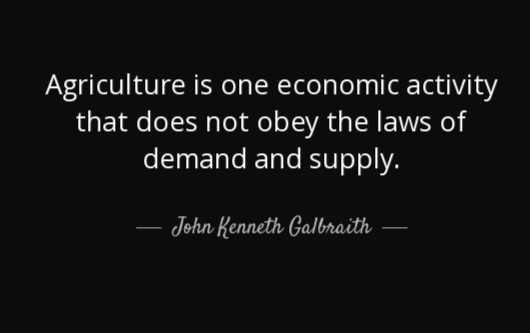 Agriculture is one economic activity
that does not obey the laws of
demand and supply.
— John Kenneth Galbraith —